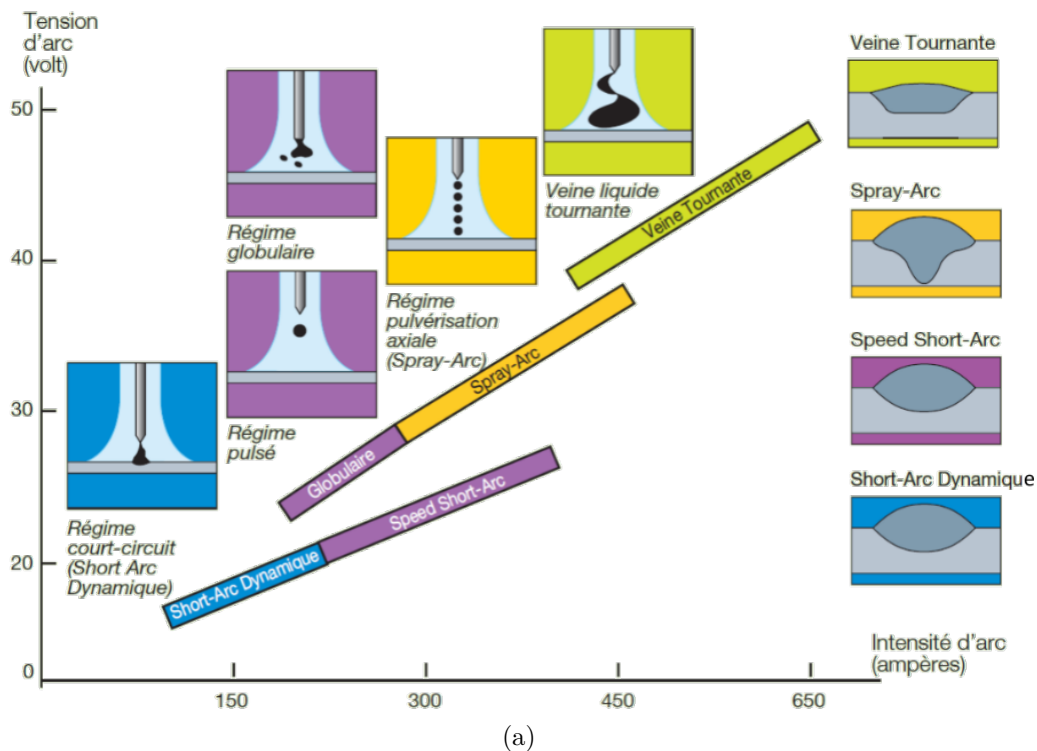 Tension
d'arc
(volt)
50
40
30
20
0
150
300
450
650
Intensité d'arc
(ampères)
Régime
globulaire
Régime
pulsé
Régime
court-circuit
(Short Arc
Dynamique)
Régime
pulvérisation
axiale
(Spray-Arc)
Veine liquide
tournante
Short-Arc Dynamique
Speed Short-Arc
Globulaire
Spray-Arc
Veine Tournante
Veine Tournante
Spray-Arc
Speed Short-Arc
Short-Arc Dynamique
(a)